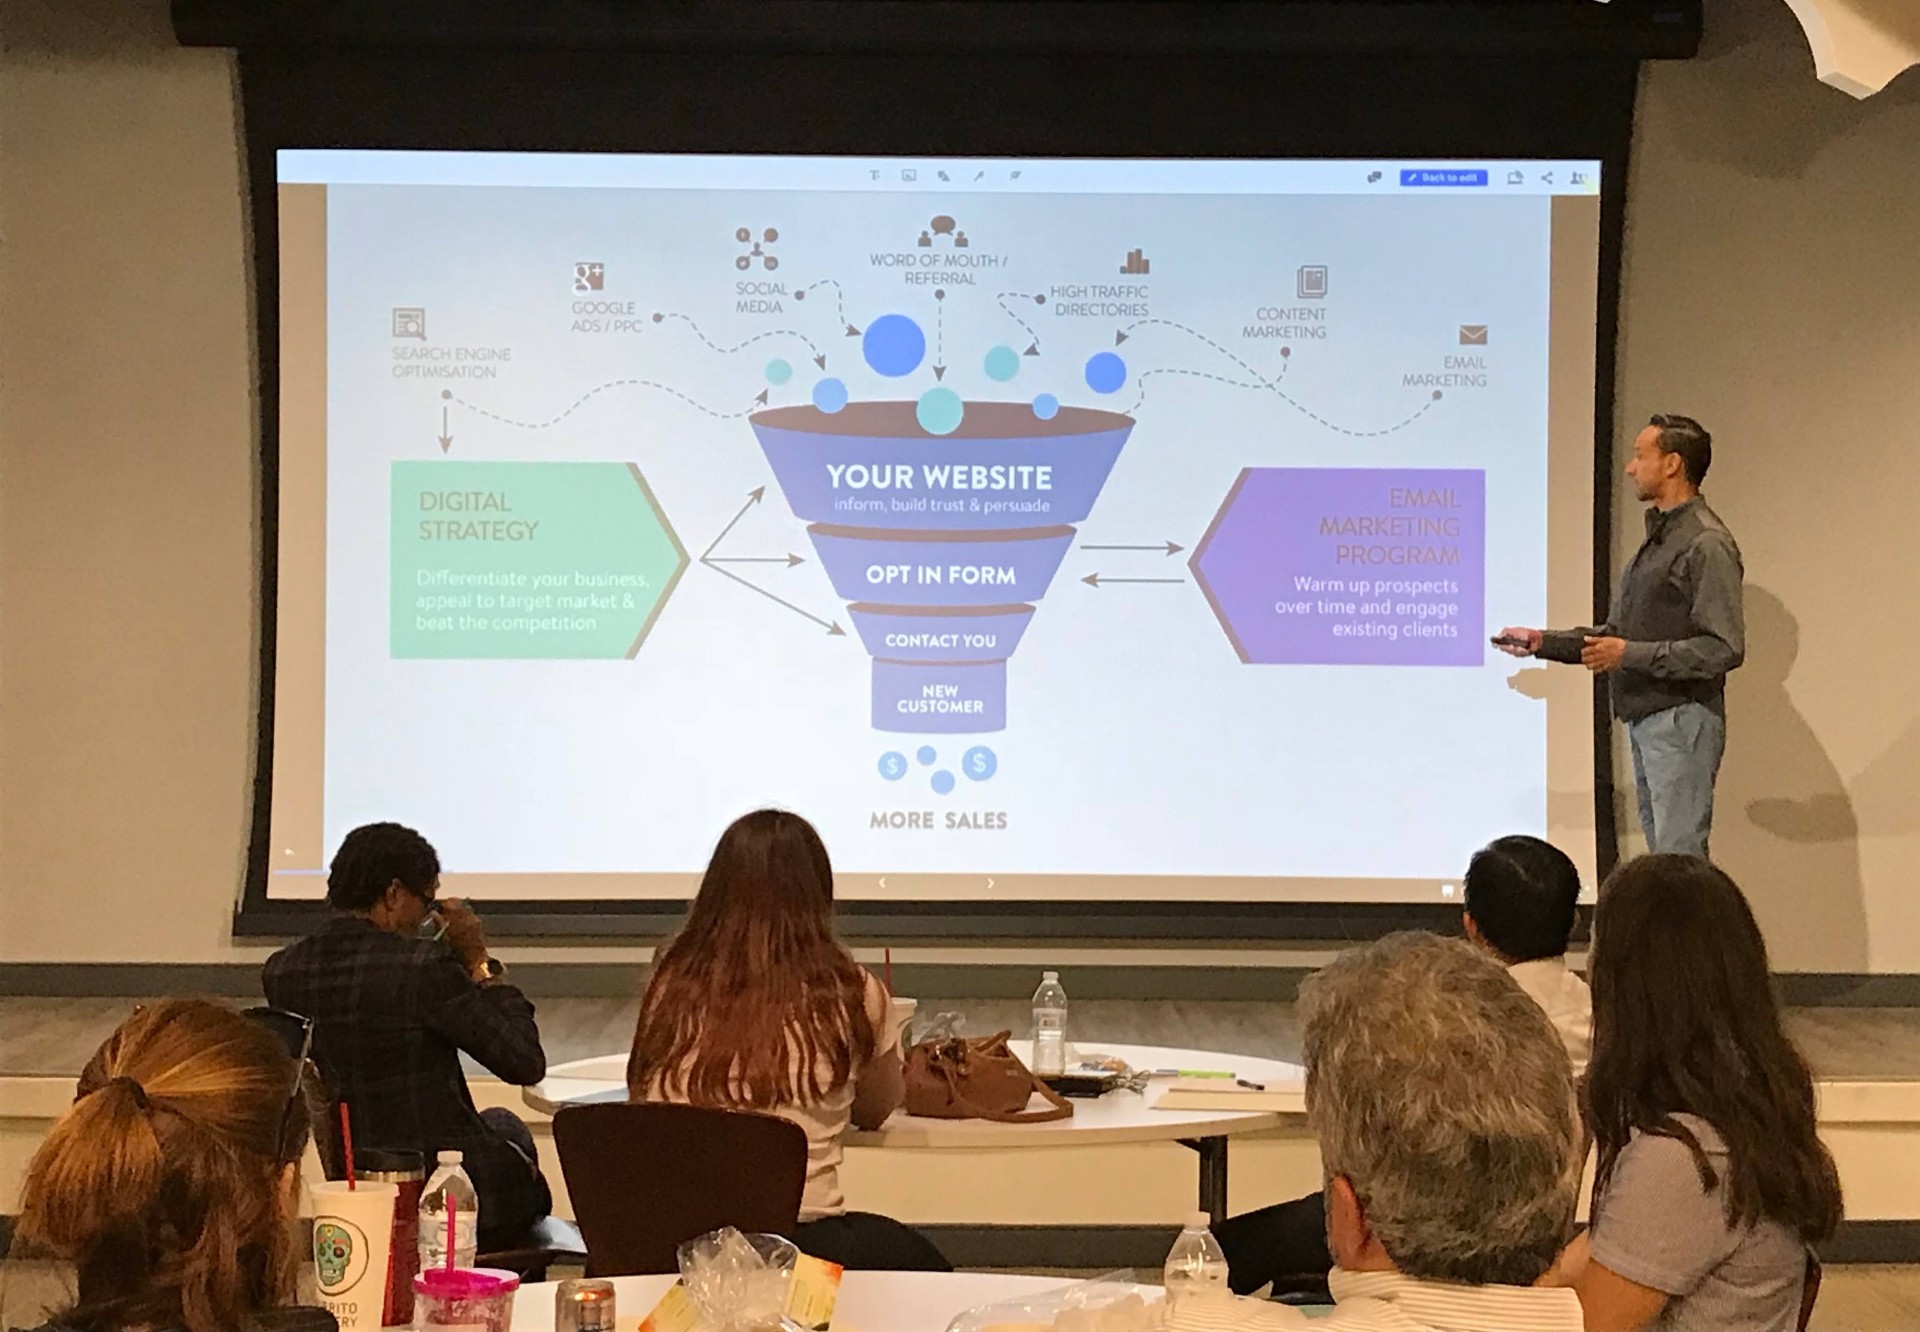 Back to edit
WORD OF MOUTH /
REFERRAL
SOCIAL
MEDIA
HIGH TRAFFIC
DIRECTORIES
g+
GOOGLE
ADS / PPC
CONTENT
MARKETING
SEARCH ENGINE
OPTIMISATION
EMAIL
MARKETING
DIGITAL
STRATEGY
Differentiate your business,
appeal to target market &
beat the competition
YOUR WEBSITE
inform, build trust & persuade
OPT IN FORM
CONTACT YOU
NEW
CUSTOMER
$ $
MORE SALES
EMAIL
MARKETING
PROGRAM
Warm up prospects
over time and engage
existing clients